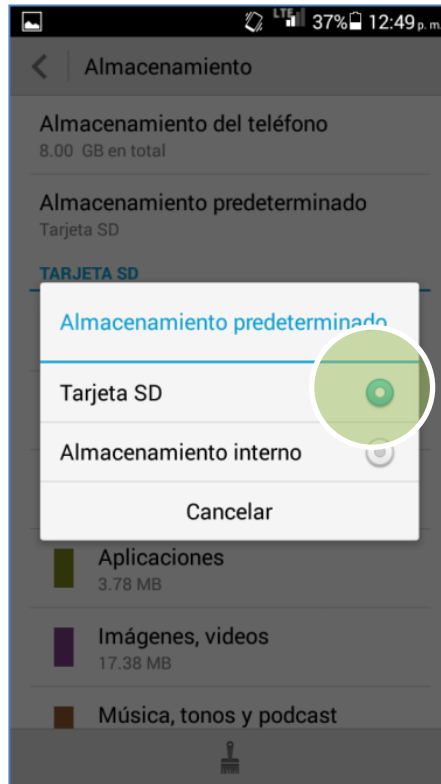 LTE 37% 12:49 p. m.
Almacenamiento
Almacenamiento del teléfono
8.00 GB en total
Almacenamiento predeterminado
Tarjeta SD
TARJETA SD
Almacenamiento predeterminado
Tarjeta SD
Almacenamiento interno
Cancelar
Aplicaciones
3.78 MB
Imágenes, videos
17.38 MB
Música, tonos y podcast